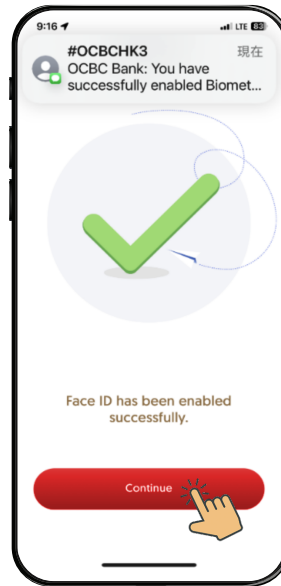 9:16
LTE 63
#OCBCHK3 現在
OCBC Bank: You have
successfully enabled Biomet...
Face ID has been enabled
successfully.
Continue